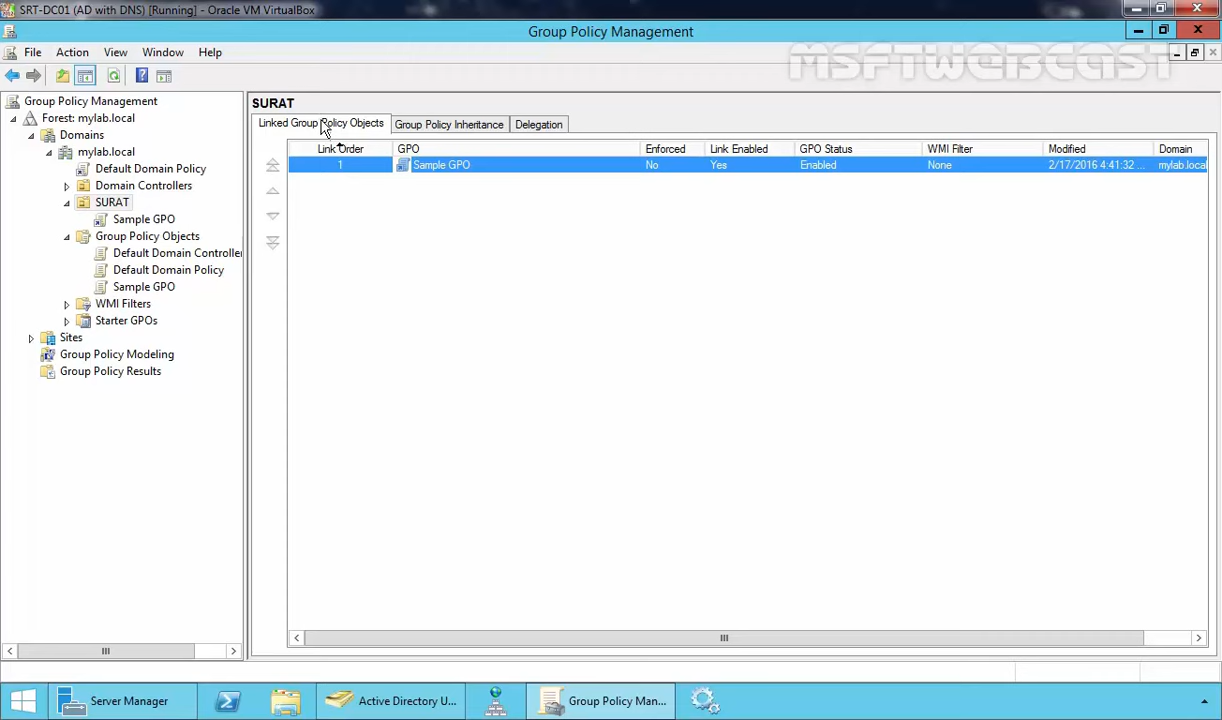 SRT-DC01 (AD with DNS) [Running] - Oracle VM VirtualBox
Group Policy Management
File Action View Window Help
MSFTWEBCAST
Group Policy Management
Forest: mylab.local
Domains
mylab.local
Default Domain Policy
Domain Controllers
SURAT
Sample GPO
Group Policy Objects
Default Domain Controller
Default Domain Policy
Sample GPO
WMI Filters
Starter GPOs
Sites
Group Policy Modeling
Group Policy Results
SURAT
Linked Group Policy Objects Group Policy Inheritance Delegation
Link Order GPO Enforced Link Enabled GPO Status WMI Filter Modified Domain
1 Sample GPO No Yes Enabled None 2/17/2016 4:41:32 ... mylab.local
Server Manager Active Directory U... Group Policy Man...